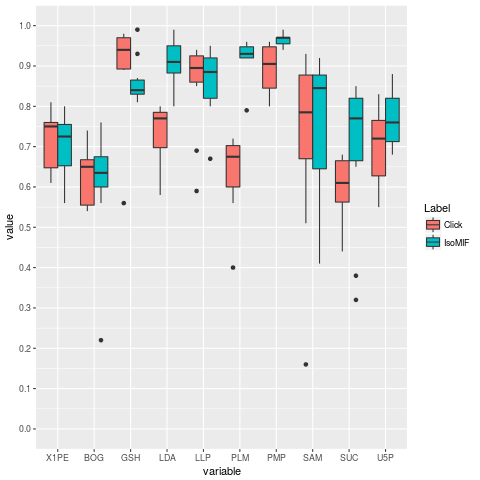 1.0
0.9
0.8
0.7
0.6
0.5
0.4
0.3
0.2
0.1
0.0
value
X1PE BOG GSH LDA LLP PLM PMP SAM SUC U5P
variable
Label
Click
IsoMIF